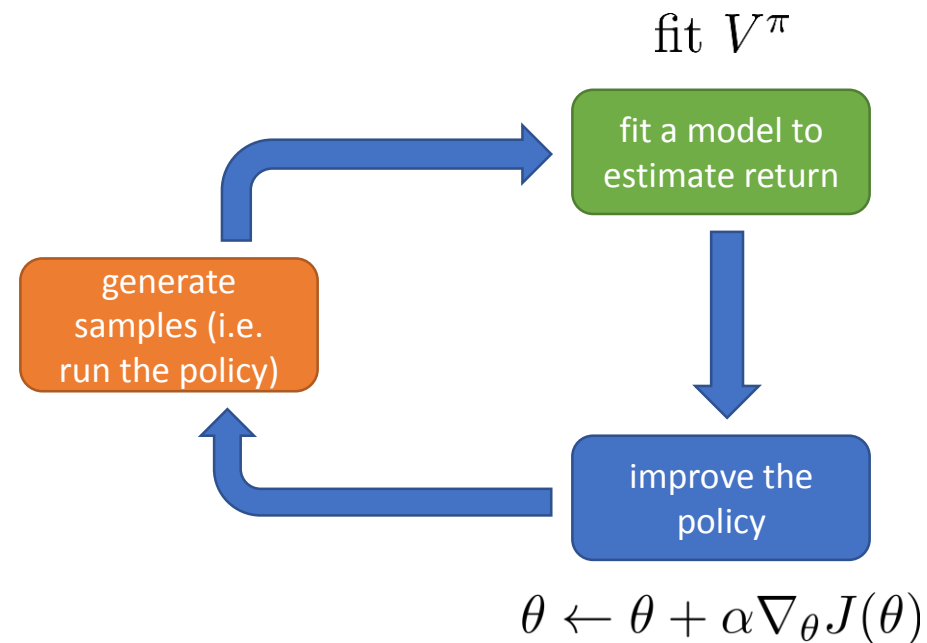 fit V^π
fit a model to
estimate return
generate
samples (i.e.
run the policy)
improve the
policy
θ ← θ + α∇_θ J(θ)